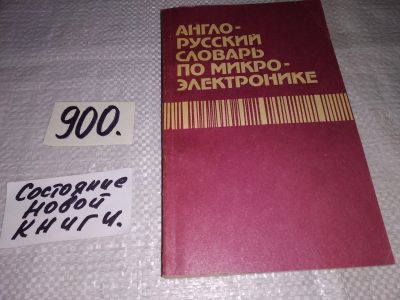 АНГЛО-
РУССКИЙ
СЛОВАРЬ
ПО МИКРО-
ЭЛЕКТРОНИКЕ
900.
Состояние
Новой
книги.